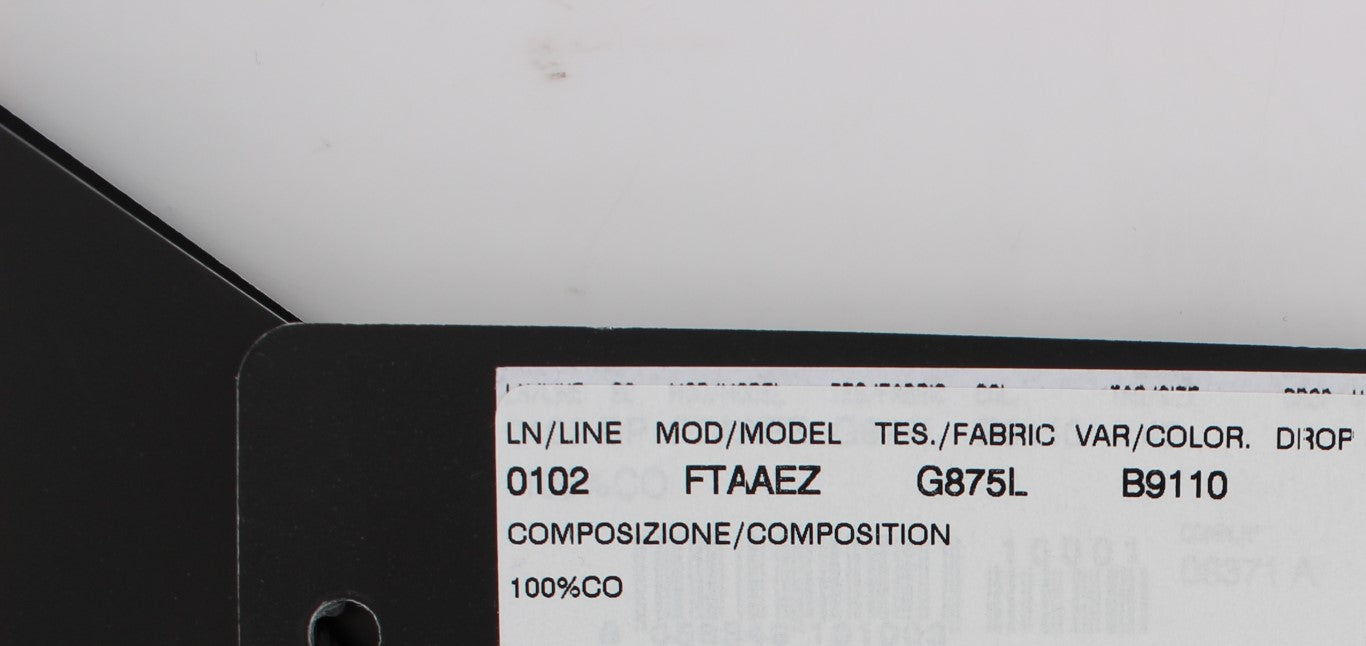 LN/LINE MOD/MODEL TES./FABRIC VAR/COLOR. DROP
0102 FTAAEZ G875L B9110
COMPOSIZIONE/COMPOSITION
100%CO